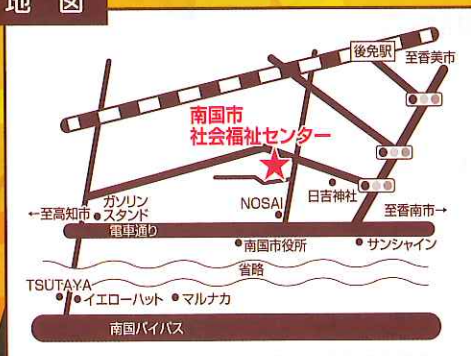 地 図
後免駅
至香美市
南国市
社会福祉センター
日吉神社
NOSAI
ガソリン
スタンド
←至高知市
至香南市→
電車通り
南国市役所
サンシャイン
省略
TSUTAYA
イエローハット
マルナカ
南国バイパス